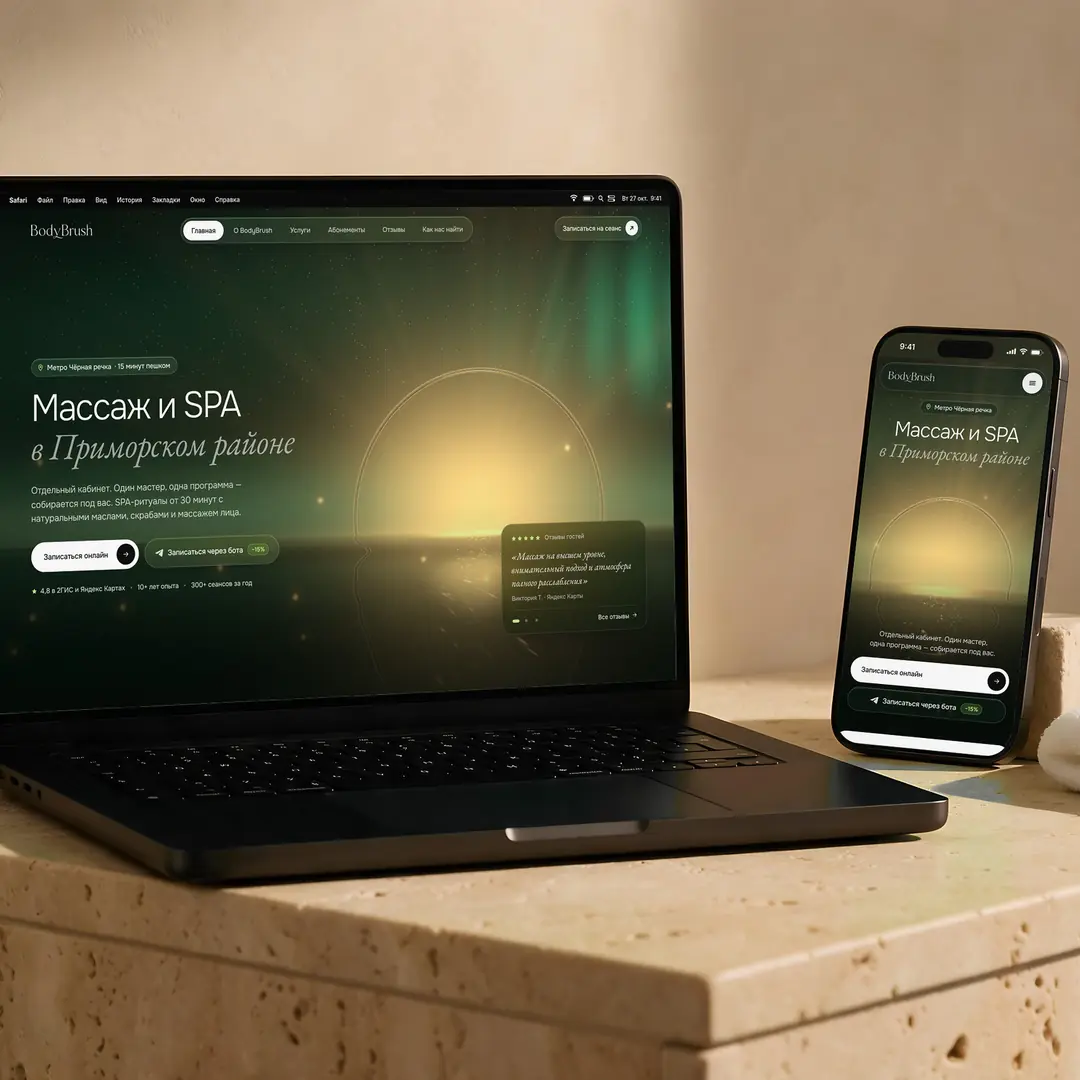 Safari Файл Правка Вид История Закладки Окно Справка
Вт 27 окт. 9:41
BodyBrush
Главная О BodyBrush Услуги Абонементы Отзывы Как нас найти
Записаться на сеанс
Метро Чёрная речка · 15 минут пешком
Массаж и SPA
в Приморском районе
Отдельный кабинет. Один мастер, одна программа —
собирается под вас. SPA-ритуалы от 30 минут с
натуральными маслами, скрабами и массажем лица.
Записаться онлайн
Записаться через бота -15%
4,8 в 2ГИС и Яндекс Картах · 10+ лет опыта · 300+ сеансов за год
Отзывы гостей
«Массаж на высшем уровне,
внимательный подход и атмосфера
полного расслабления»
Виктория Т. · Яндекс Карты
Все отзывы
9:41
BodyBrush
Метро Чёрная речка
Массаж и SPA
в Приморском районе
Отдельный кабинет. Один мастер,
одна программа — собирается под вас.
Записаться онлайн
Записаться через бота -15%